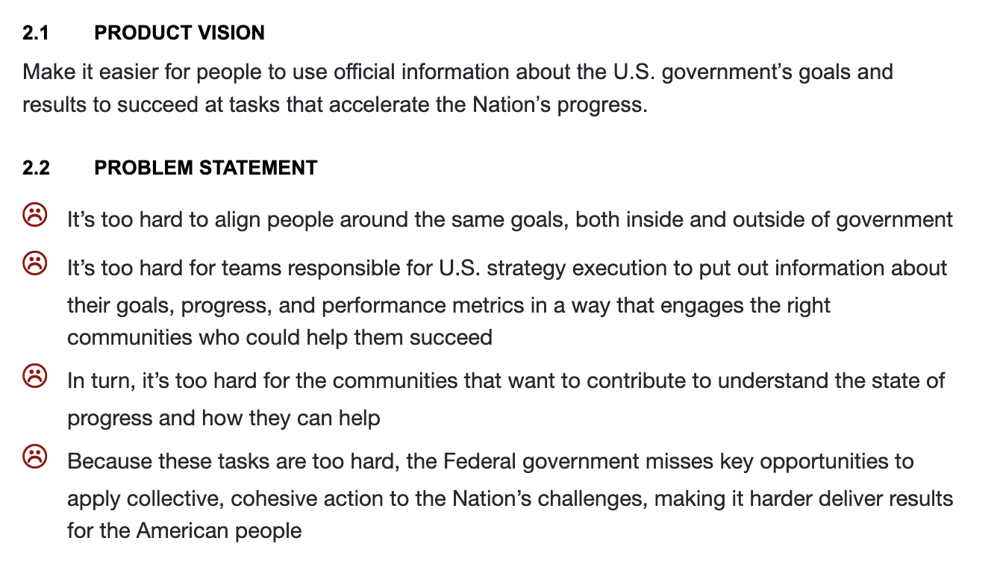 2.1 PRODUCT VISION
Make it easier for people to use official information about the U.S. government’s goals and
results to succeed at tasks that accelerate the Nation’s progress.
2.2 PROBLEM STATEMENT
It’s too hard to align people around the same goals, both inside and outside of government
It’s too hard for teams responsible for U.S. strategy execution to put out information about
their goals, progress, and performance metrics in a way that engages the right
communities who could help them succeed
In turn, it’s too hard for the communities that want to contribute to understand the state of
progress and how they can help
Because these tasks are too hard, the Federal government misses key opportunities to
apply collective, cohesive action to the Nation’s challenges, making it harder deliver results
for the American people